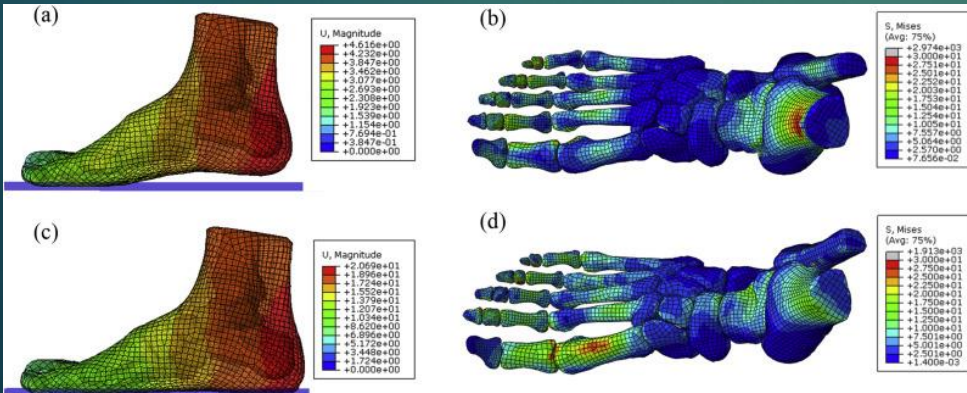 (a)
U, Magnitude
+4.616e+00
+4.232e+00
+3.847e+00
+3.462e+00
+3.077e+00
+2.693e+00
+2.308e+00
+1.923e+00
+1.539e+00
+1.154e+00
+7.694e-01
+3.847e-01
+0.000e+00
(b)
S, Mises
(Avg: 75%)
+2.974e+03
+3.000e+01
+2.751e+01
+2.501e+01
+2.252e+01
+2.003e+01
+1.753e+01
+1.504e+01
+1.254e+01
+1.005e+01
+7.557e+00
+5.064e+00
+2.570e+00
+7.656e-02
(c)
U, Magnitude
+2.069e+01
+1.896e+01
+1.724e+01
+1.552e+01
+1.379e+01
+1.207e+01
+1.034e+01
+8.620e+00
+6.896e+00
+5.172e+00
+3.448e+00
+1.724e+00
+0.000e+00
(d)
S, Mises
(Avg: 75%)
+1.913e+03
+3.000e+01
+2.750e+01
+2.500e+01
+2.250e+01
+2.000e+01
+1.750e+01
+1.500e+01
+1.250e+01
+1.000e+01
+7.501e+00
+5.001e+00
+2.501e+00
+1.400e-03